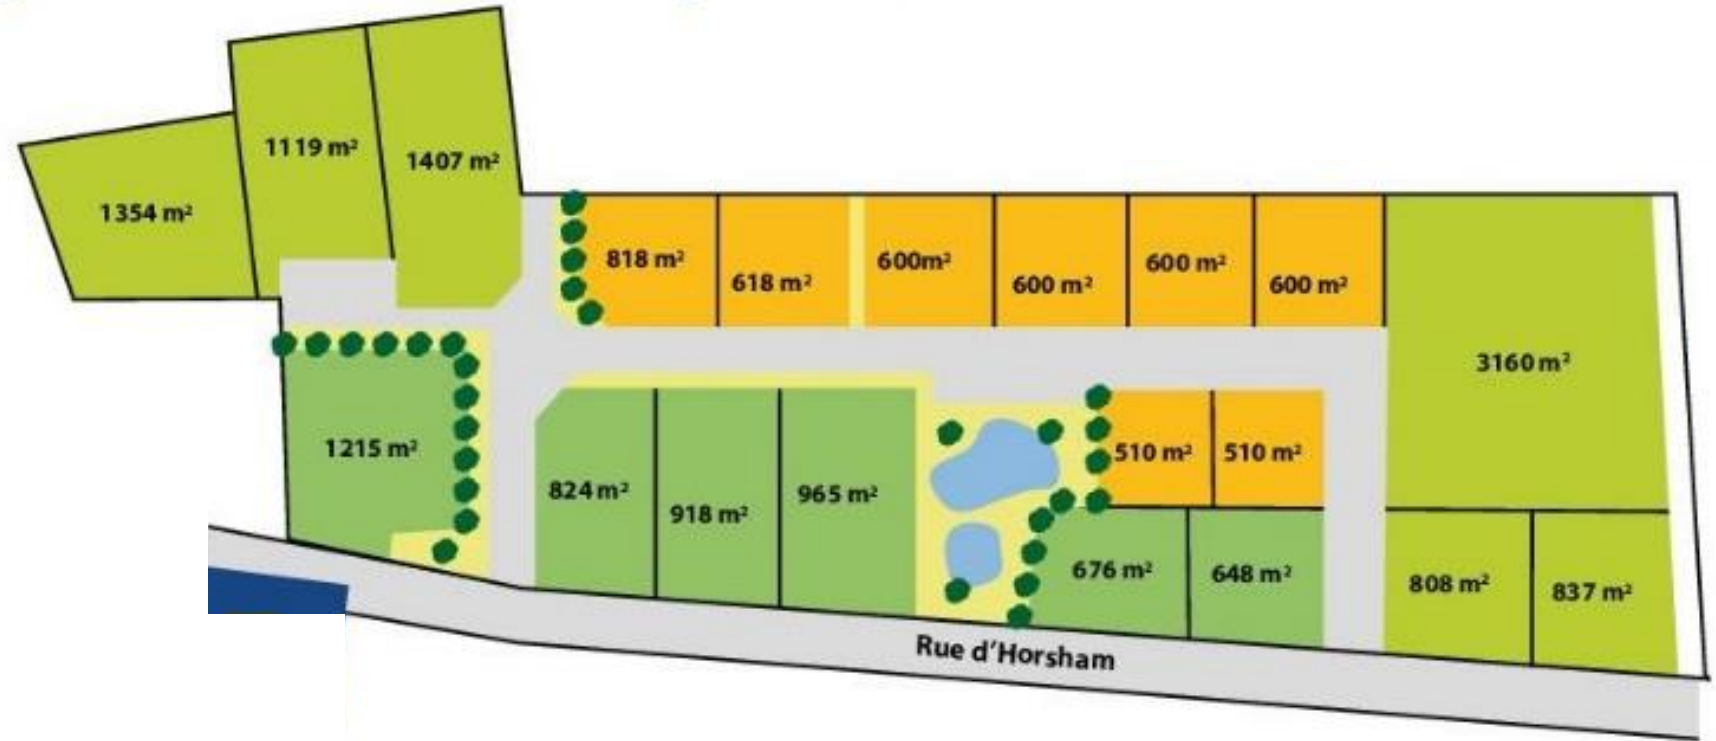 1119 m²
1407 m²
1354 m²
818 m²
618 m²
600m²
600 m²
600 m²
600 m²
3160 m²
1215 m²
824 m²
918 m²
965 m²
510 m²
510 m²
676 m²
648 m²
808 m²
837 m²
Rue d'Horsham